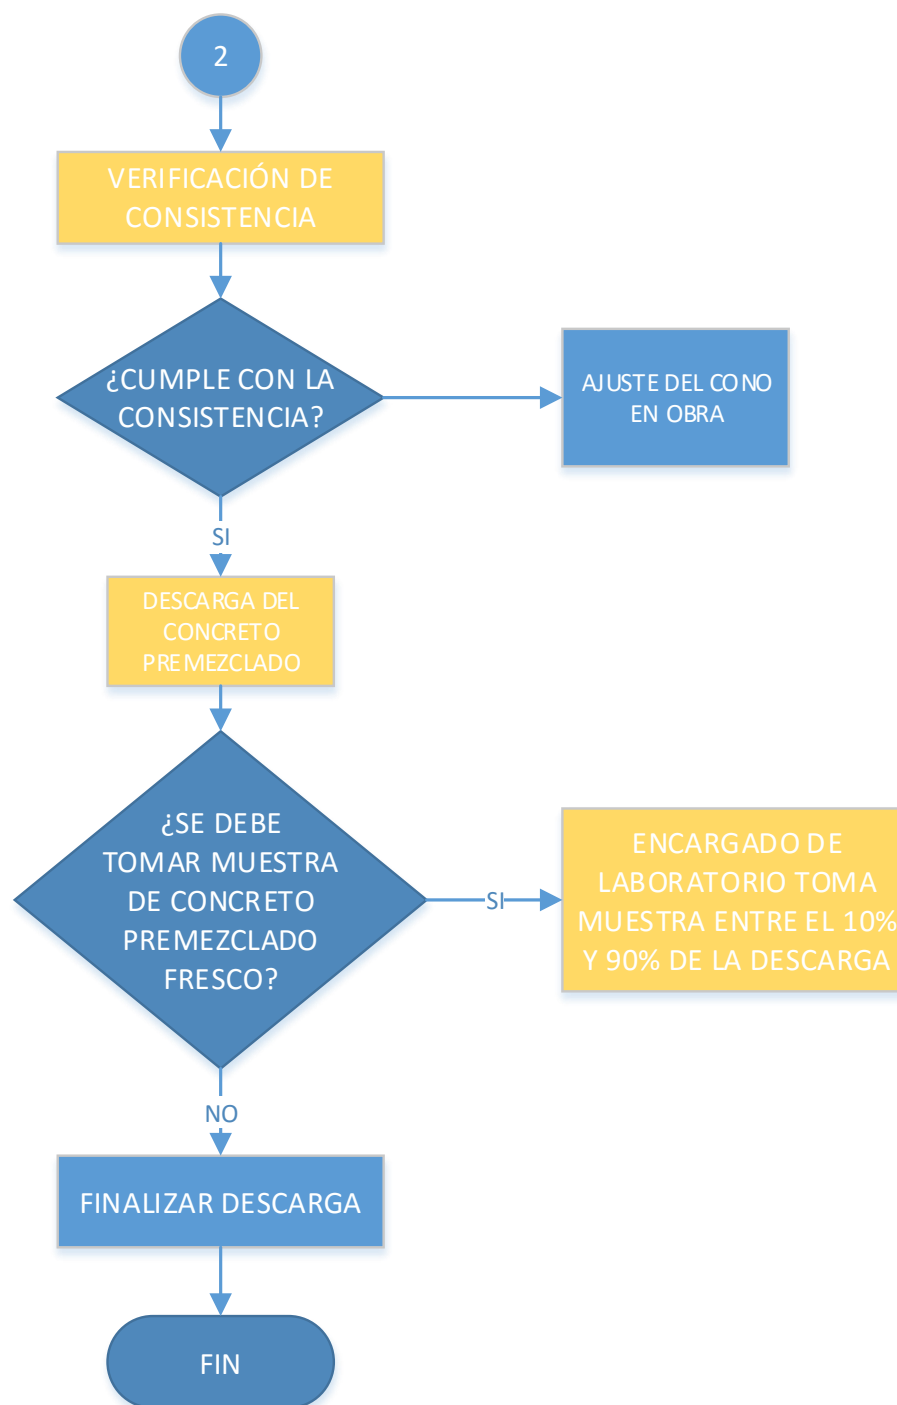 2
VERIFICACIÓN DE
CONSISTENCIA
¿CUMPLE CON LA
CONSISTENCIA?
AJUSTE DEL CONO
EN OBRA
SI
DESCARGA DEL
CONCRETO
PREMEZCLADO
¿SE DEBE
TOMAR MUESTRA
DE CONCRETO
PREMEZCLADO
FRESCO?
SI
ENCARGADO DE
LABORATORIO TOMA
MUESTRA ENTRE EL 10%
Y 90% DE LA DESCARGA
NO
FINALIZAR DESCARGA
FIN